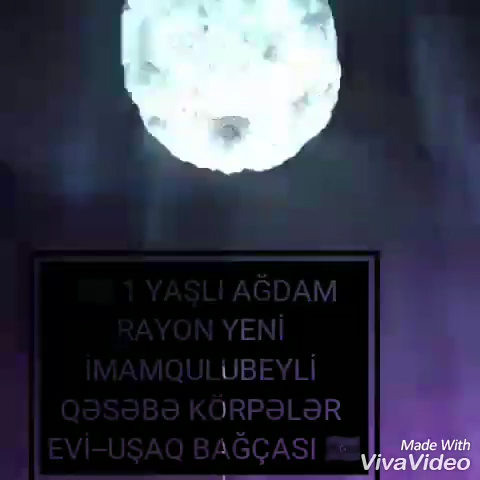 1 YAŞLI AĞDAM
RAYON YENİ
İMAMQULUBEYLİ
QƏSƏBƏ KÖRPƏLƏR
EVİ–UŞAQ BAĞÇASI
Made With
VivaVideo